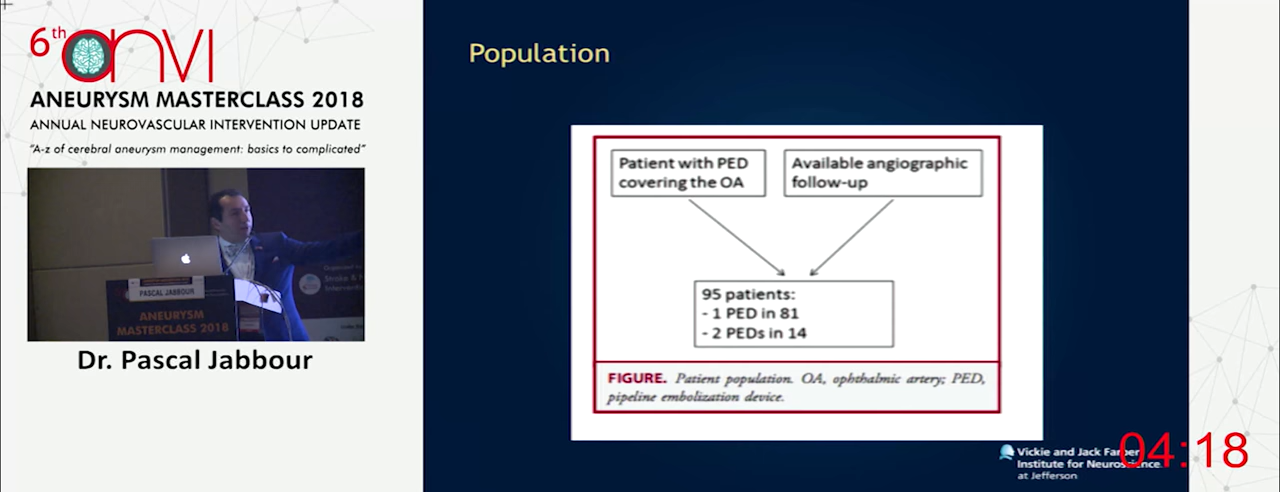 6th anvi
ANEURYSM MASTERCLASS 2018
ANNUAL NEUROVASCULAR INTERVENTION UPDATE
"A-z of cerebral aneurysm management: basics to complicated"
PASCAL JABBOUR
ANEURYSM
MASTERCLASS 2018
Stroke &
Intervention
Dr. Pascal Jabbour
Population
Patient with PED
covering the OA
Available angiographic
follow-up
95 patients:
- 1 PED in 81
- 2 PEDs in 14
FIGURE. Patient population. OA, ophthalmic artery; PED,
pipeline embolization device.
Vickie and Jack Farber
Institute for Neuroscience
at Jefferson
04:18